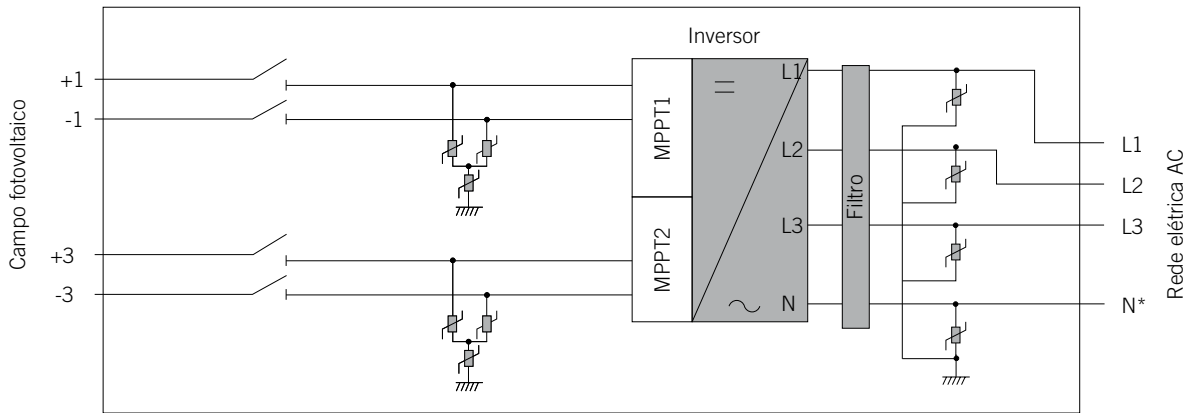 Inversor
Campo fotovoltaico
+1
-1
+3
-3
MPPT1
MPPT2
L1
L2
L3
N
Filtro
L1
L2
L3
N*
Rede elétrica AC